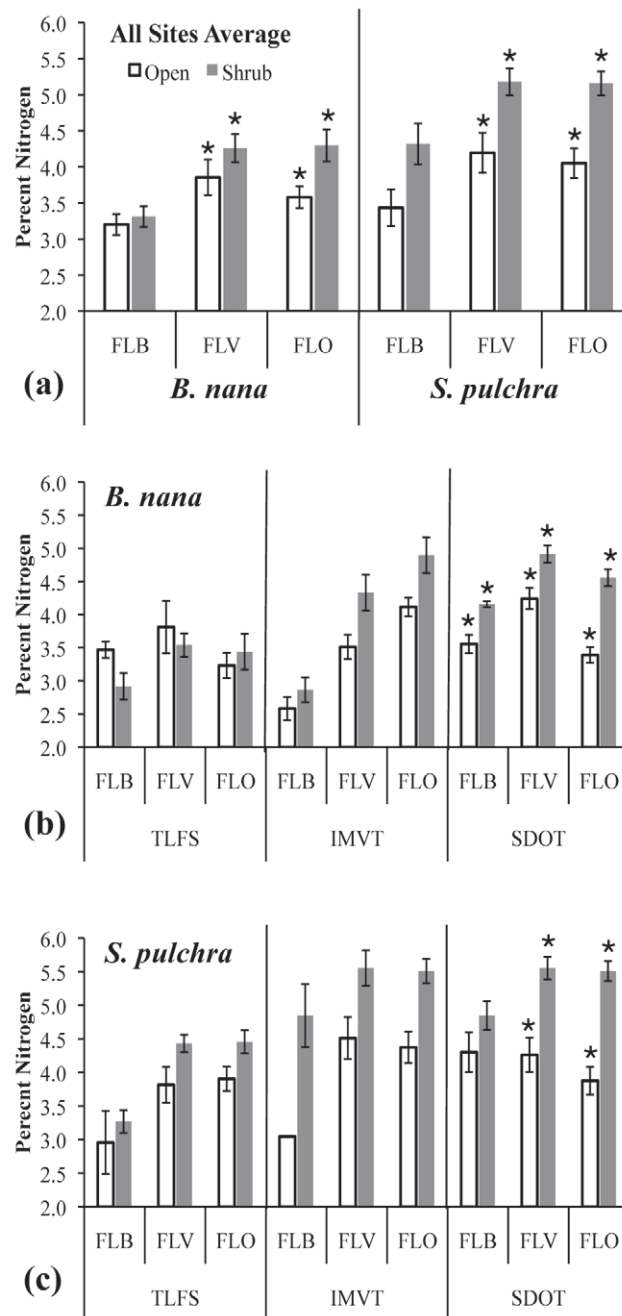 All Sites Average
Open Shrub
Perecnt Nitrogen
6.0
5.5
5.0
4.5
4.0
3.5
3.0
2.5
2.0
* * * * * * * *
FLB FLV FLO FLB FLV FLO
(a) B. nana S. pulchra
B. nana
Perecnt Nitrogen
6.0
5.5
5.0
4.5
4.0
3.5
3.0
2.5
2.0
* * * * * *
FLB FLV FLO FLB FLV FLO FLB FLV FLO
(b) TLFS IMVT SDOT
S. pulchra
Perecnt Nitrogen
6.0
5.5
5.0
4.5
4.0
3.5
3.0
2.5
2.0
* * * *
FLB FLV FLO FLB FLV FLO FLB FLV FLO
(c) TLFS IMVT SDOT